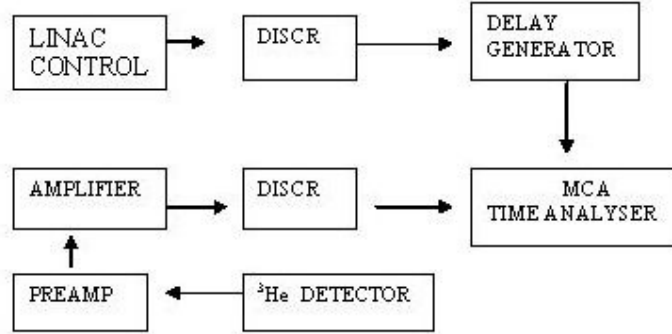 LINAC
CONTROL
DISCR
DELAY
GENERATOR
AMPLIFIER
DISCR
MCA
TIME ANALYSER
PREAMP
³He DETECTOR